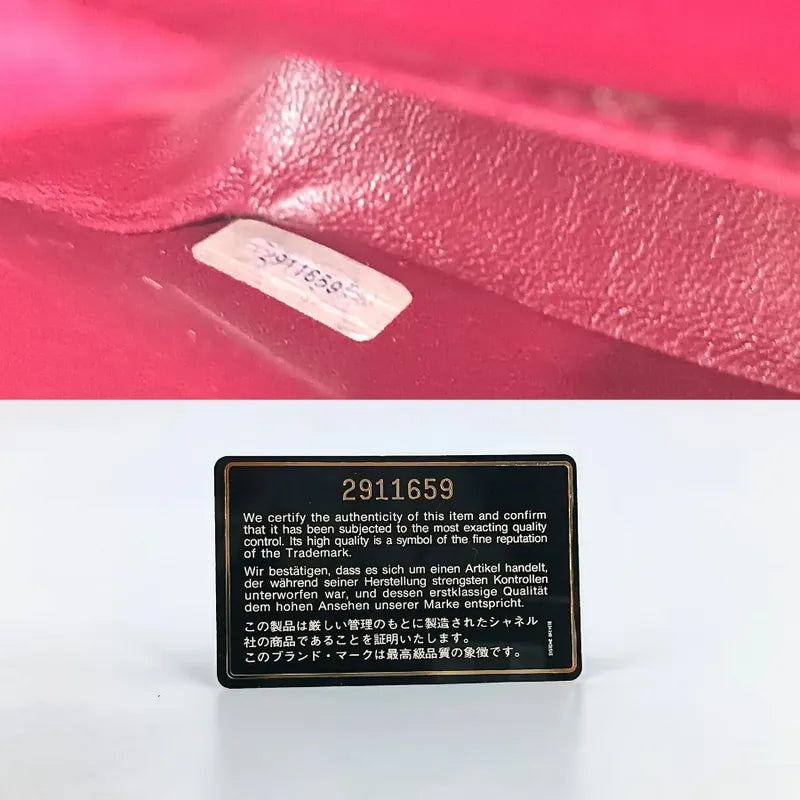 2911659
2911659
We certify the authenticity of this item and confirm
that it has been subjected to the most exacting quality
control. Its high quality is a symbol of the fine reputation
of the Trademark.
Wir bestätigen, dass es sich um einen Artikel handelt,
der während seiner Herstellung strengsten Kontrollen
unterworfen war, und dessen erstklassige Qualität
dem hohen Ansehen unserer Marke entspricht.
この製品は厳しい管理のもとに製造されたシャネル
社の商品であることを証明いたします。
このブランド・マークは最高級品質の象徴です。